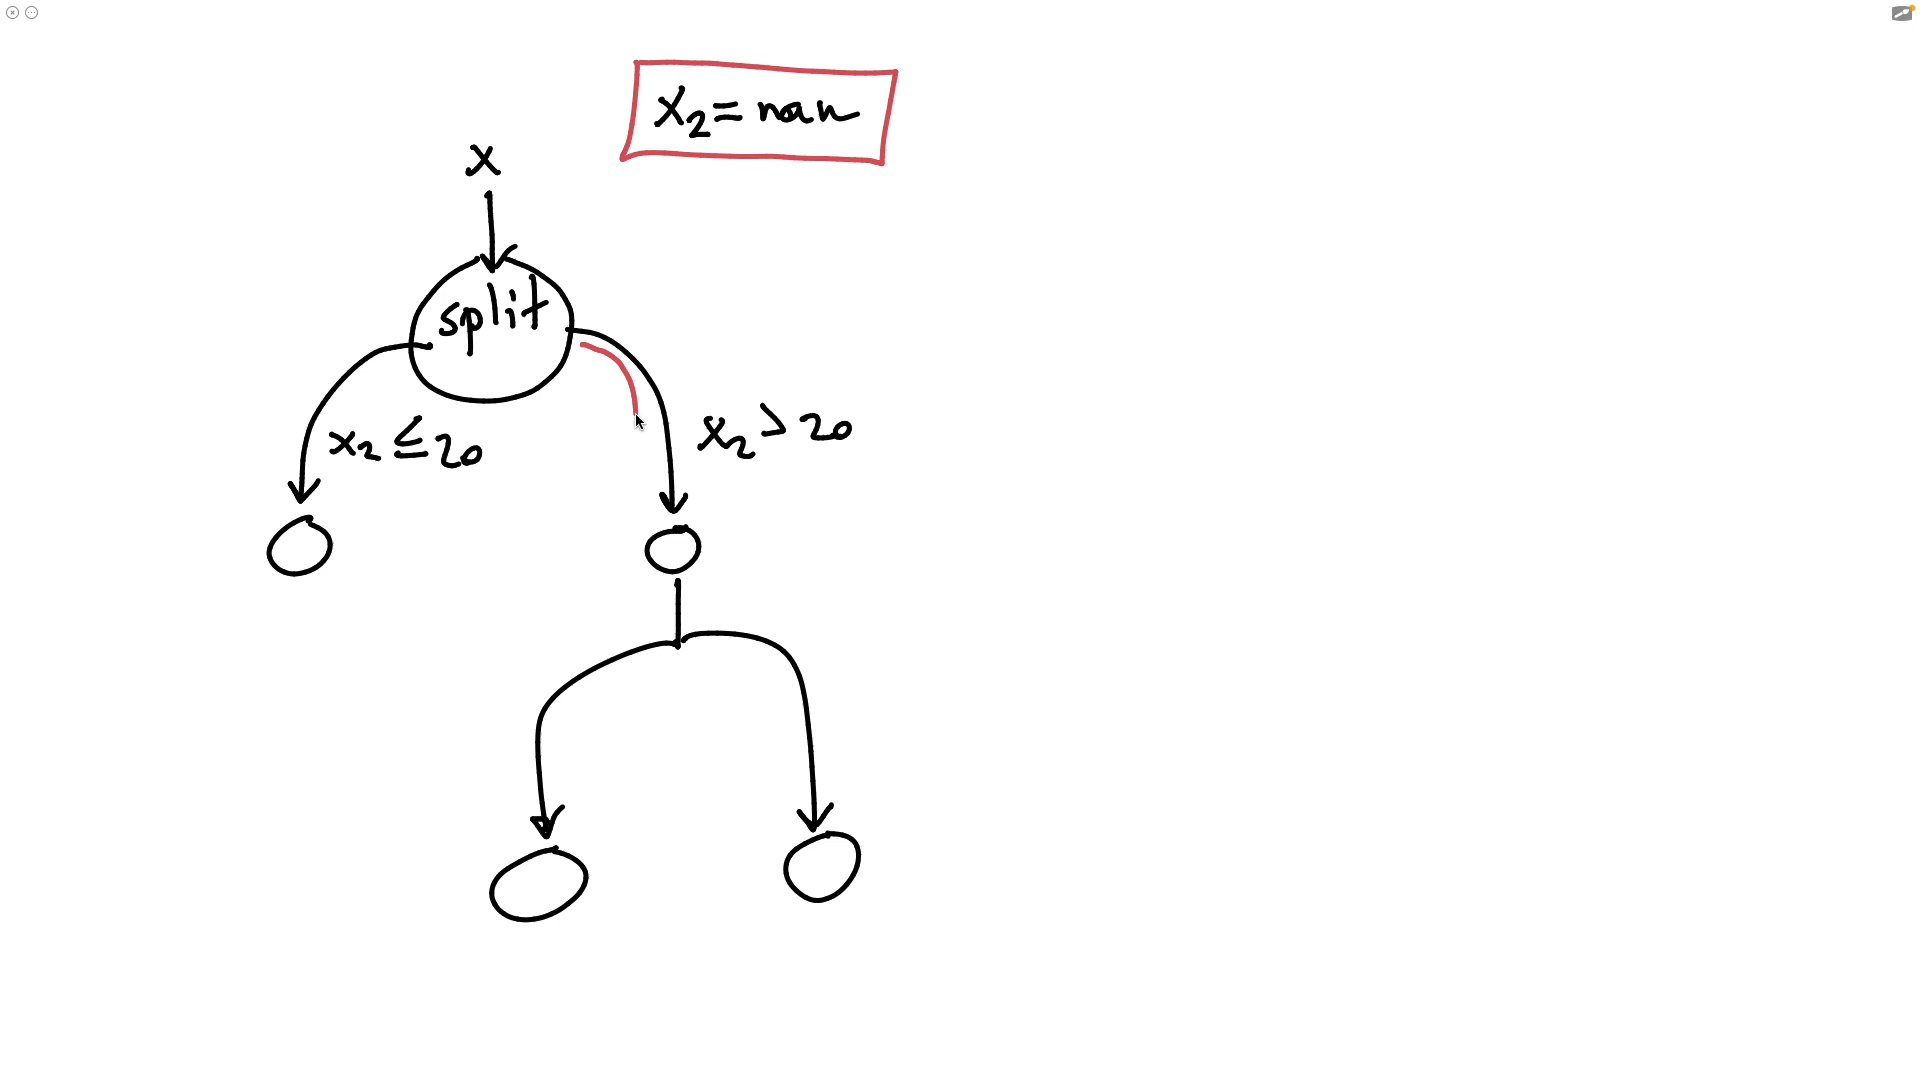 x₂ = nan
x
split
x₂ ≤ 20
x₂ > 20